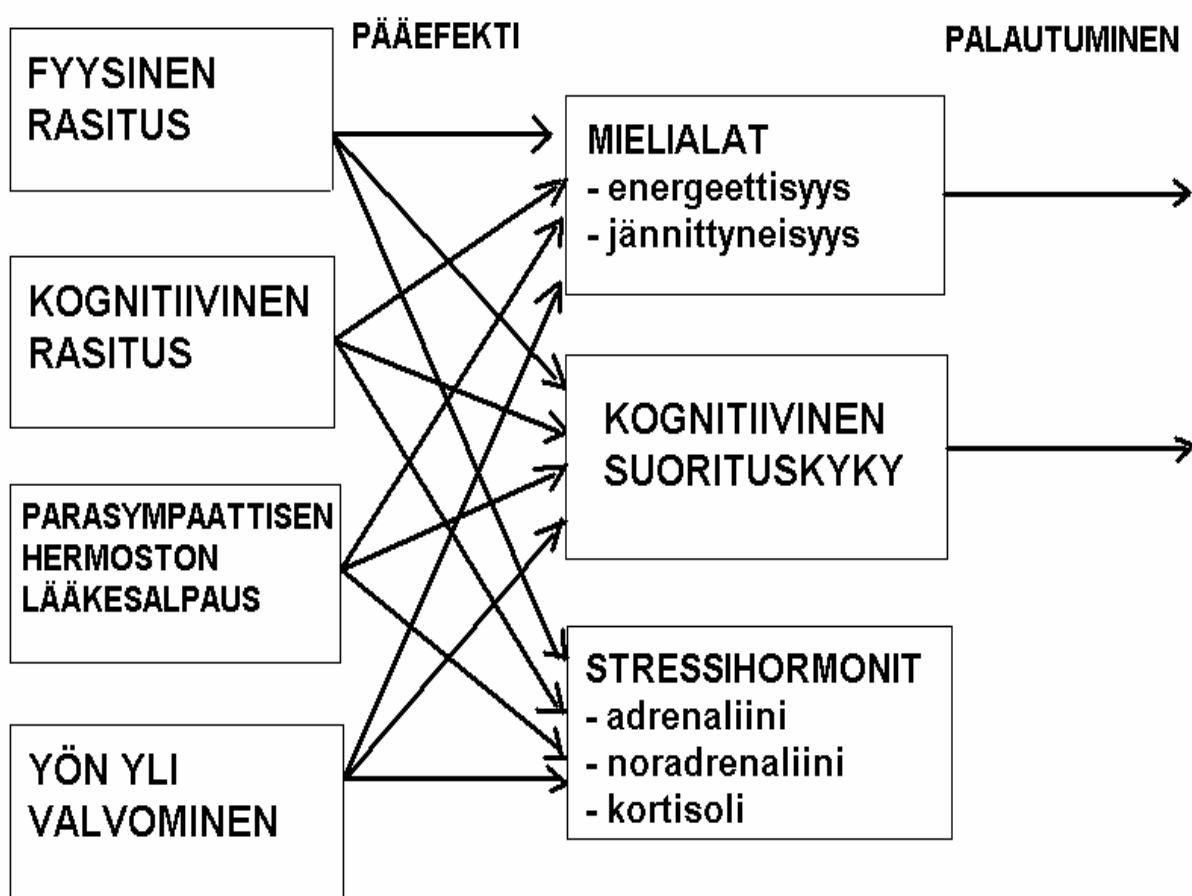 PÄÄEFEKTI
PALAUTUMINEN
FYYSINEN
RASITUS
KOGNITIIVINEN
RASITUS
PARASYMPAATTISEN
HERMOSTON
LÄÄKESALPAUS
YÖN YLI
VALVOMINEN
MIELIALAT
- energeettisyys
- jännittyneisyys
KOGNITIIVINEN
SUORITUSKYKY
STRESSIHORMONIT
- adrenaliini
- noradrenaliini
- kortisoli